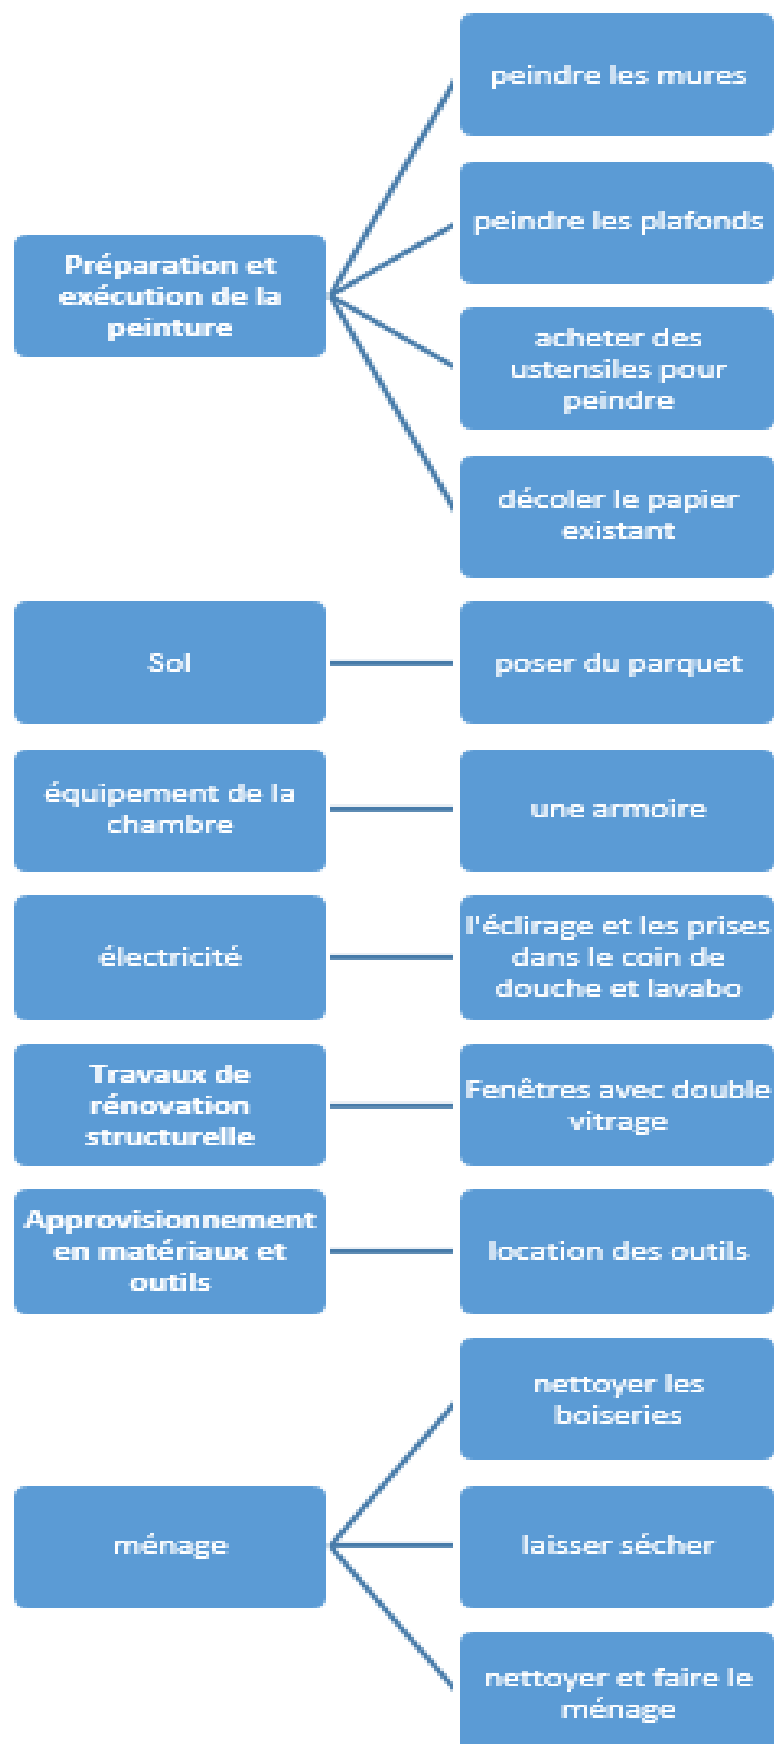 Préparation et
exécution de la
peinture
peindre les mures
peindre les plafonds
acheter des
ustensiles pour
peindre
décoler le papier
existant
Sol
poser du parquet
équipement de la
chambre
une armoire
électricité
l'éclirage et les prises
dans le coin de
douche et lavabo
Travaux de
rénovation
structurelle
Fenêtres avec double
vitrage
Approvisionnement
en matériaux et
outils
location des outils
ménage
nettoyer les
boiseries
laisser sécher
nettoyer et faire le
ménage